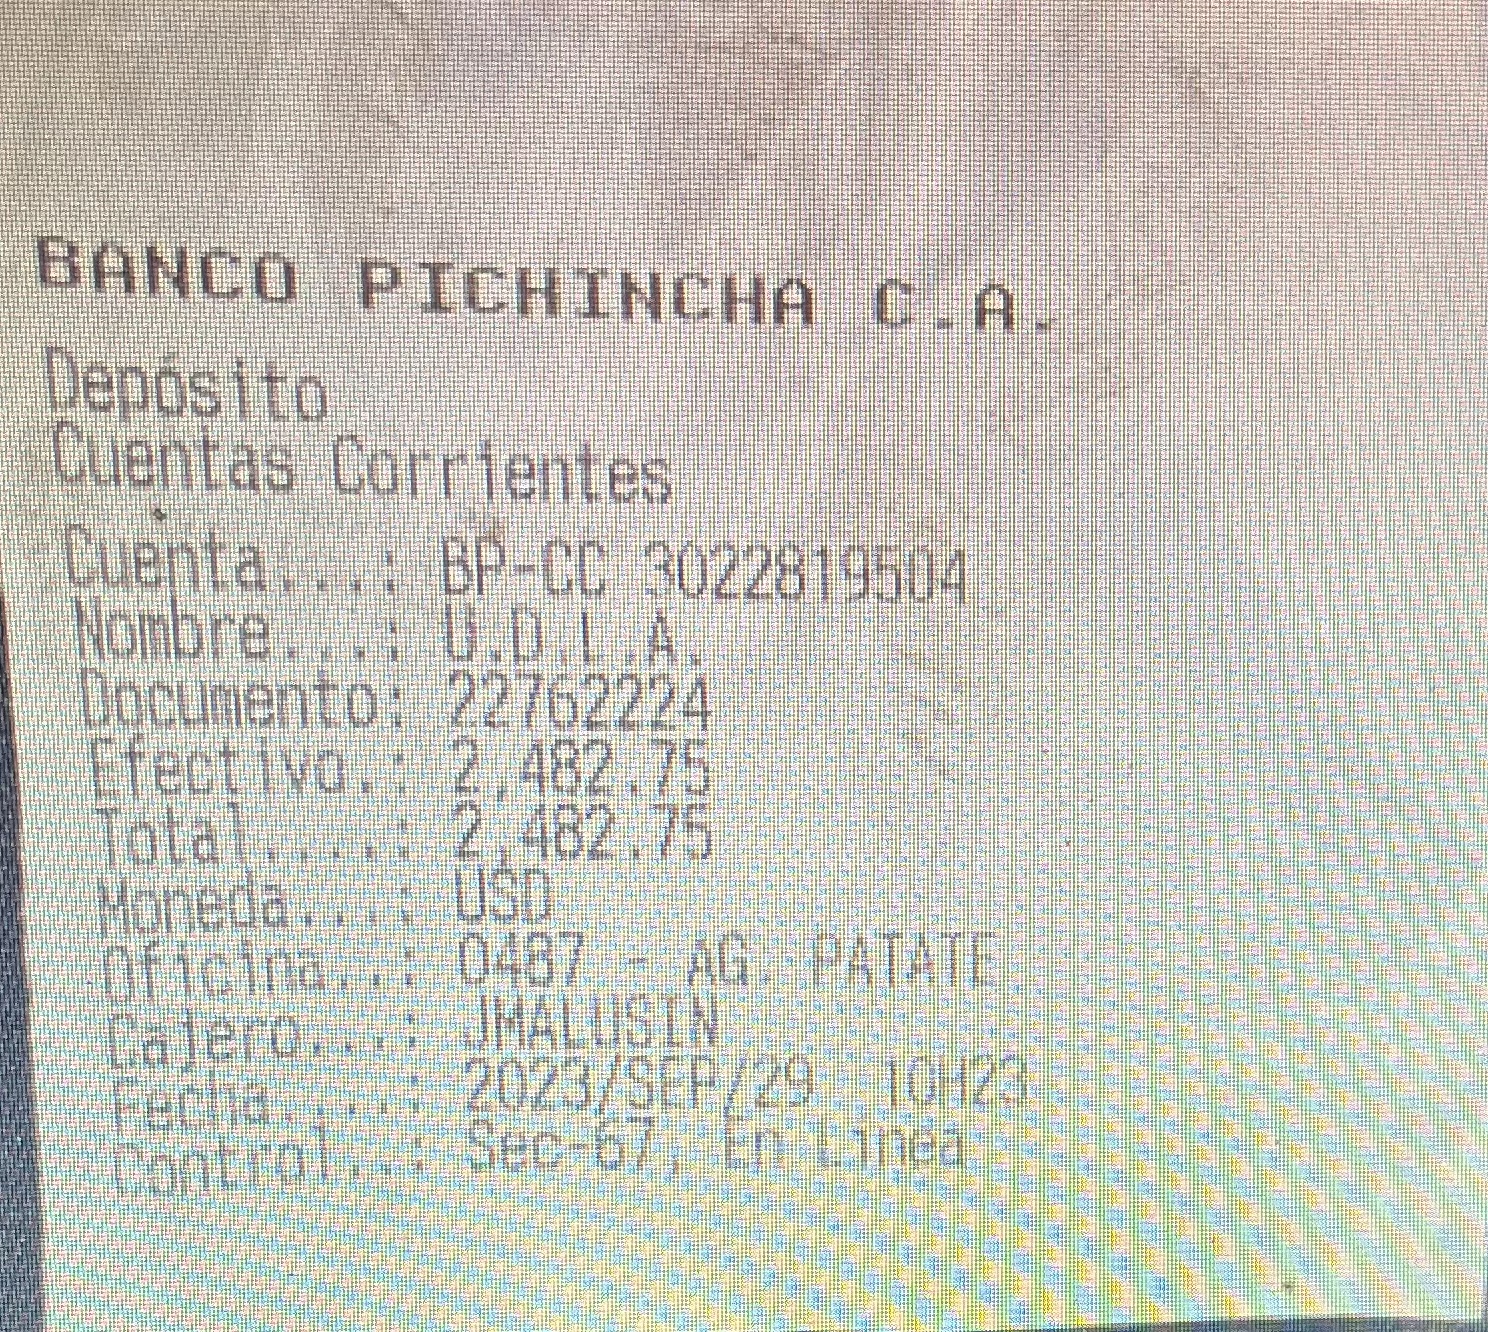 BANCO PICHINCHA C.A.
Depósito
Cuentas Corrientes
Cuenta...: BP-CC 3022819504
Nombre...: U.D.L.A.
Documento: 22762224
Efectivo.: 2,482.75
Total....: 2,482.75
Moneda...: USD
Oficina..: 0487 - AG. PATATE
Cajero...: JMALUSIN
Fecha....: 2023/SEP/29 10H23
Control..: Sec-67, En Linea